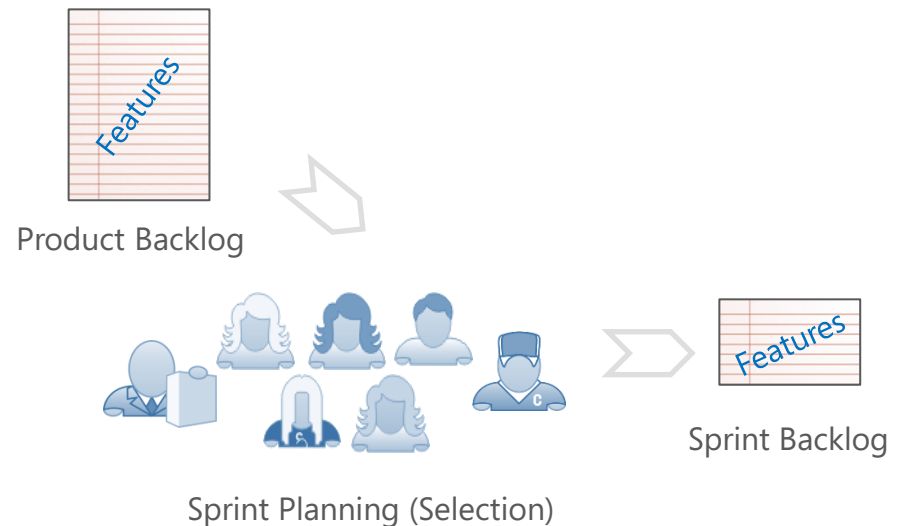 Features
Product Backlog
C
C
Features
Sprint Backlog
Sprint Planning (Selection)